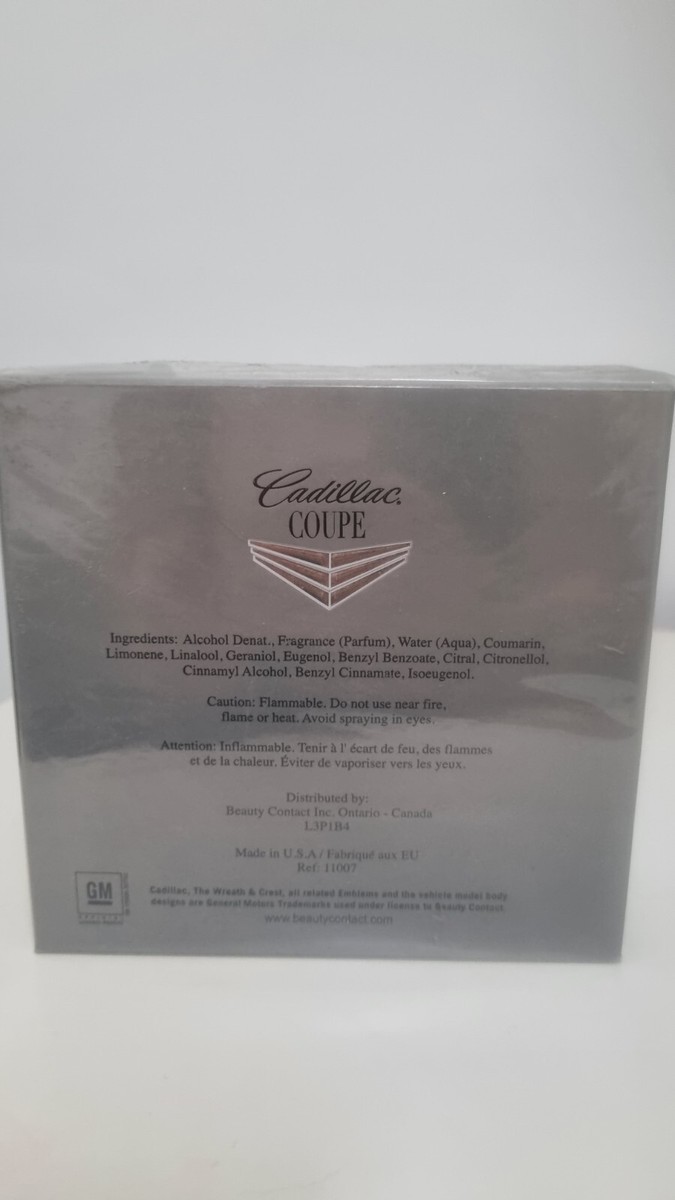 Cadillac.
COUPE
Ingredients: Alcohol Denat., Fragrance (Parfum), Water (Aqua), Coumarin,
Limonene, Linalool, Geraniol, Eugenol, Benzyl Benzoate, Citral, Citronellol,
Cinnamyl Alcohol, Benzyl Cinnamate, Isoeugenol.
Caution: Flammable. Do not use near fire,
flame or heat. Avoid spraying in eyes.
Attention: Inflammable. Tenir à l' écart de feu, des flammes
et de la chaleur. Éviter de vaporiser vers les yeux.
Distributed by:
Beauty Contact Inc. Ontario - Canada
L3P1B4
Made in U.S.A / Fabriqué aux EU
Ref: 11007
GM
OFFICIAL
Cadillac, The Wreath & Crest, all related Emblems and the vehicle model body
designs are General Motors Trademarks used under license to Beauty Contact.
www.beautycontact.com